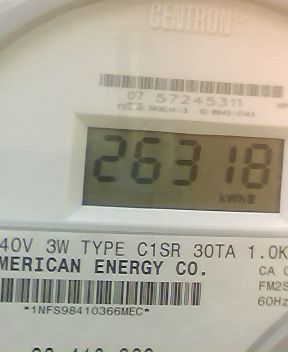 CENTRON®
07 57245311
26318
kWh
40V 3W TYPE C1SR 30TA 1.0K
MERICAN ENERGY CO.
CA 0
FM2S
60Hz
*1NFS98410366MEC*